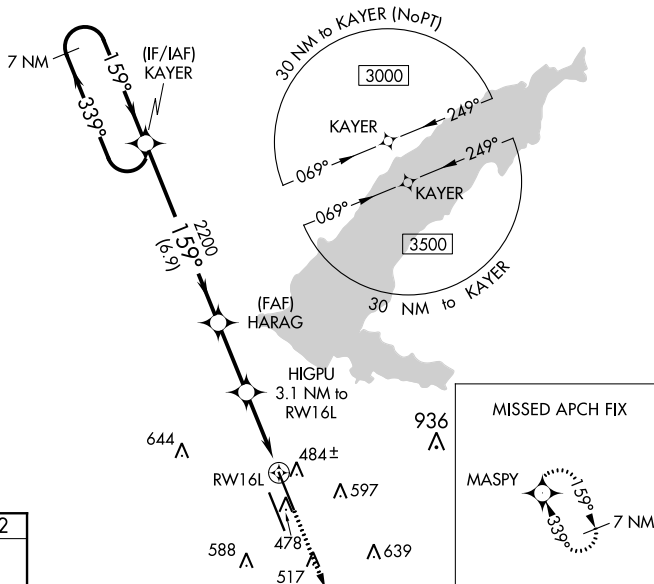 7 NM
159°
339°
(IF/IAF)
KAYER
30 NM to KAYER (NoPT)
3000
KAYER
249°
069°
249°
069°
KAYER
3500
30 NM to KAYER
2200
159°
(6.9)
(FAF)
HARAG
HIGPU
3.1 NM to
RW16L
936
644
484±
RW16L
597
588
478
639
517
MISSED APCH FIX
MASPY
159°
339°
7 NM
2